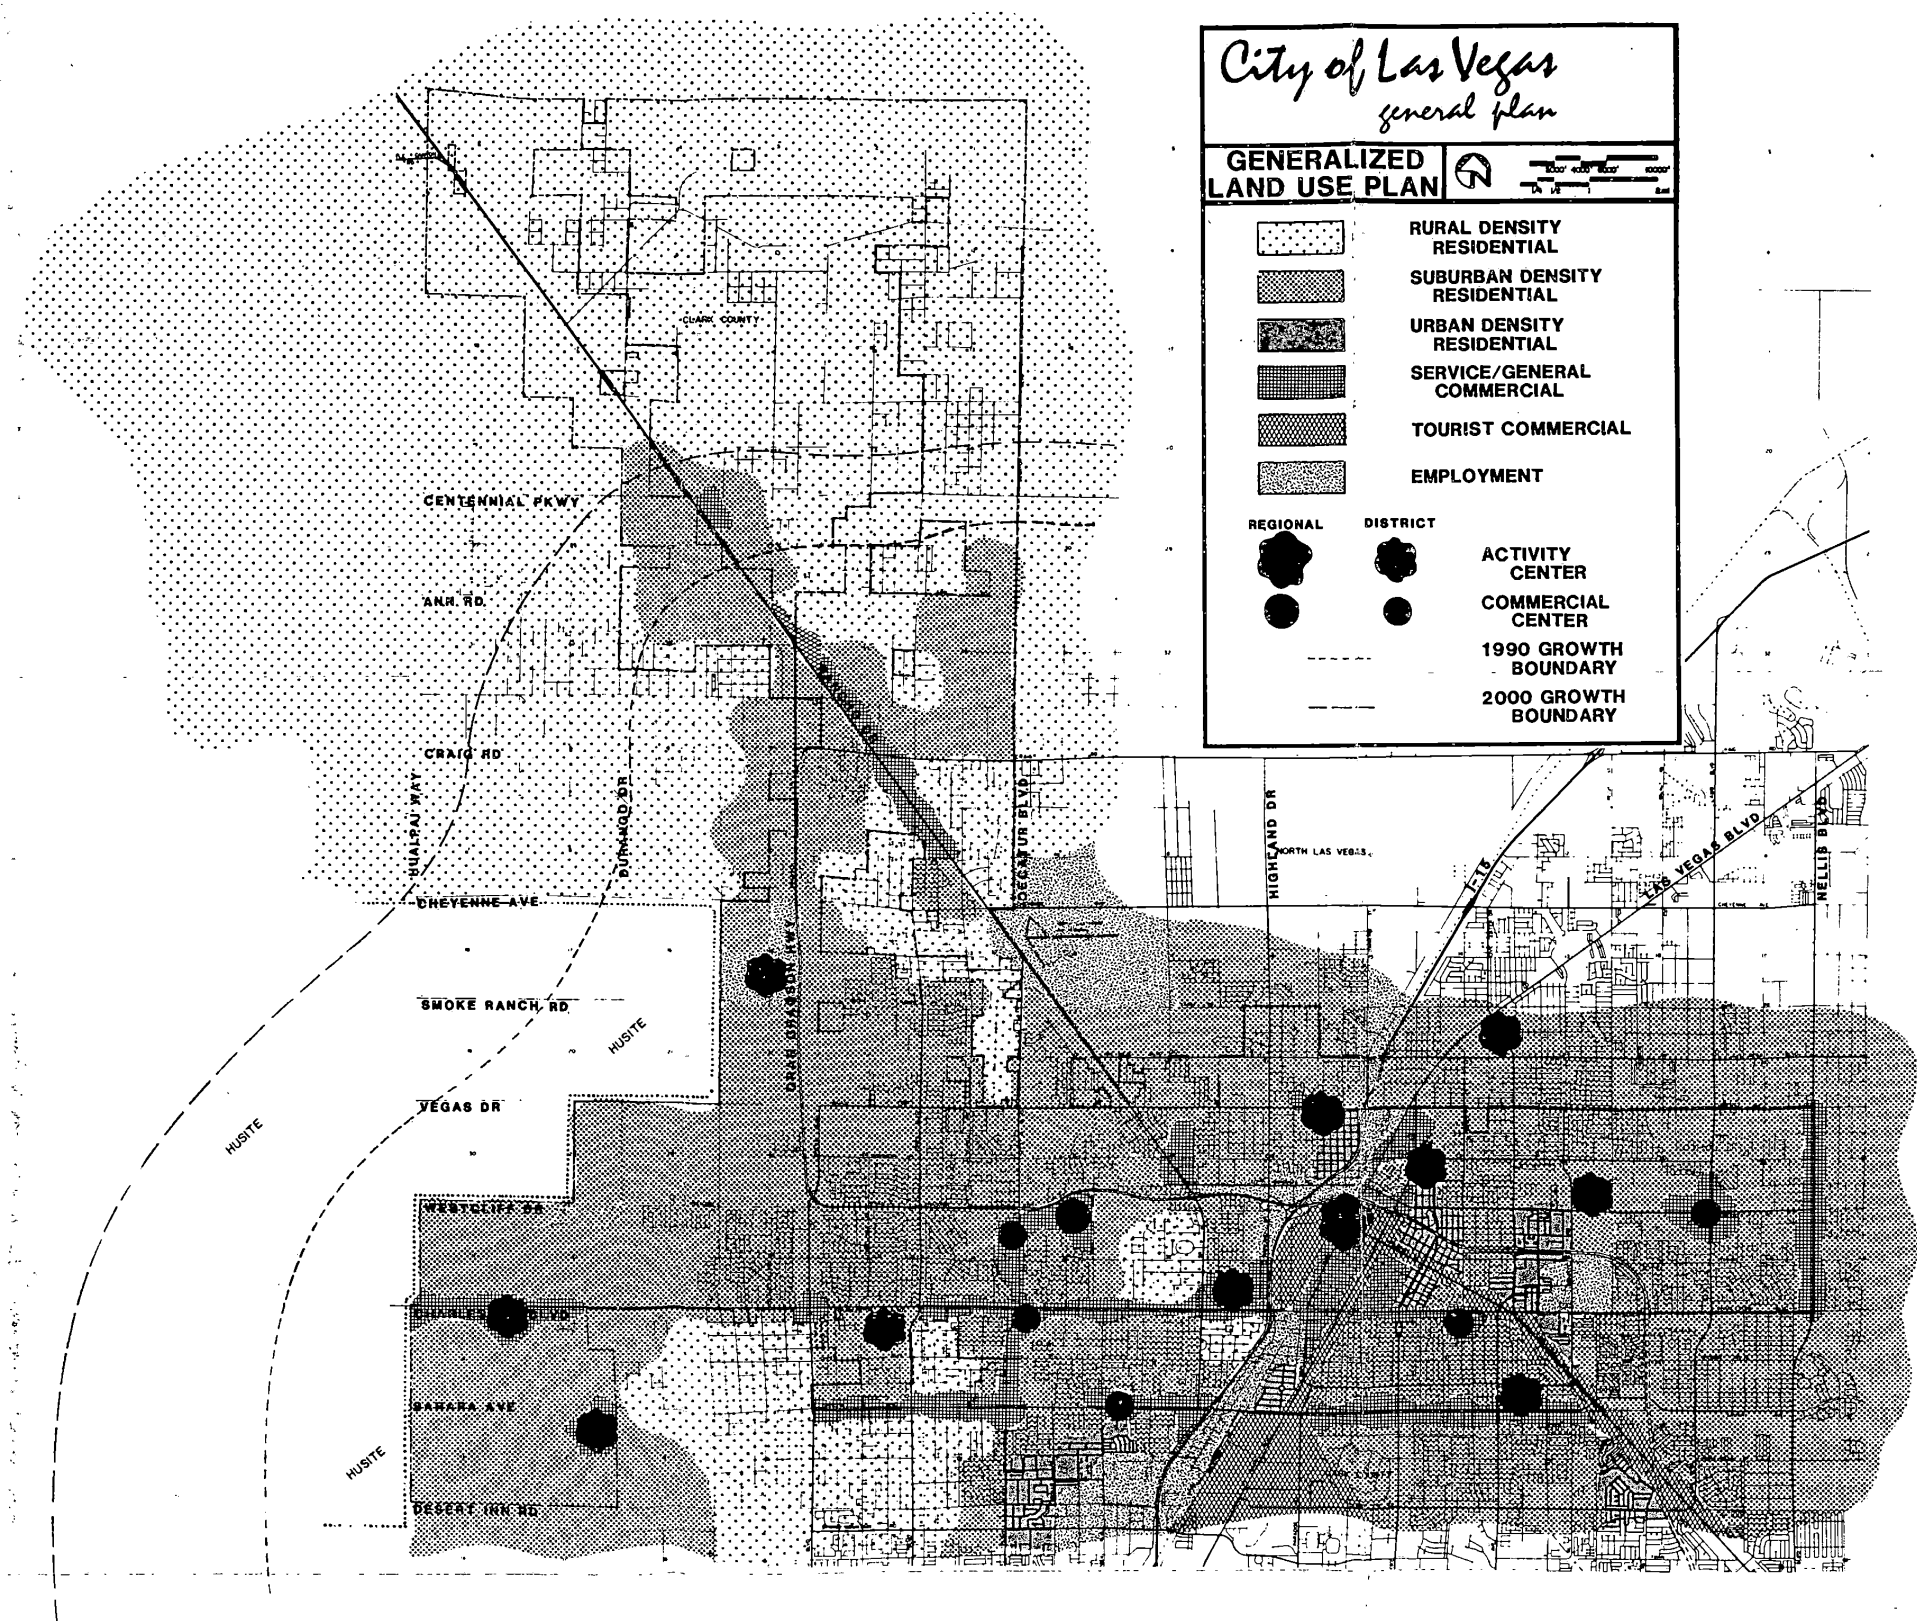 City of Las Vegas
general plan
GENERALIZED
LAND USE PLAN
RURAL DENSITY
RESIDENTIAL
SUBURBAN DENSITY
RESIDENTIAL
URBAN DENSITY
RESIDENTIAL
SERVICE/GENERAL
COMMERCIAL
TOURIST COMMERCIAL
EMPLOYMENT
REGIONAL
DISTRICT
ACTIVITY
CENTER
COMMERCIAL
CENTER
1990 GROWTH
BOUNDARY
2000 GROWTH
BOUNDARY
CLARK COUNTY
CENTENNIAL PKWY
ANN RD
CRAIG RD
HUALPAI WAY
DURANGO DR
DECATUR BLVD
HIGHLAND DR
NORTH LAS VEGAS
I-15
LAS VEGAS BLVD
NELLIS BLVD
CHEYENNE AVE
SMOKE RANCH RD
HUSITE
VEGAS DR
HUSITE
WESTCLIFF DR
BLVD
SAHARA AVE
HUSITE
DESERT INN RD